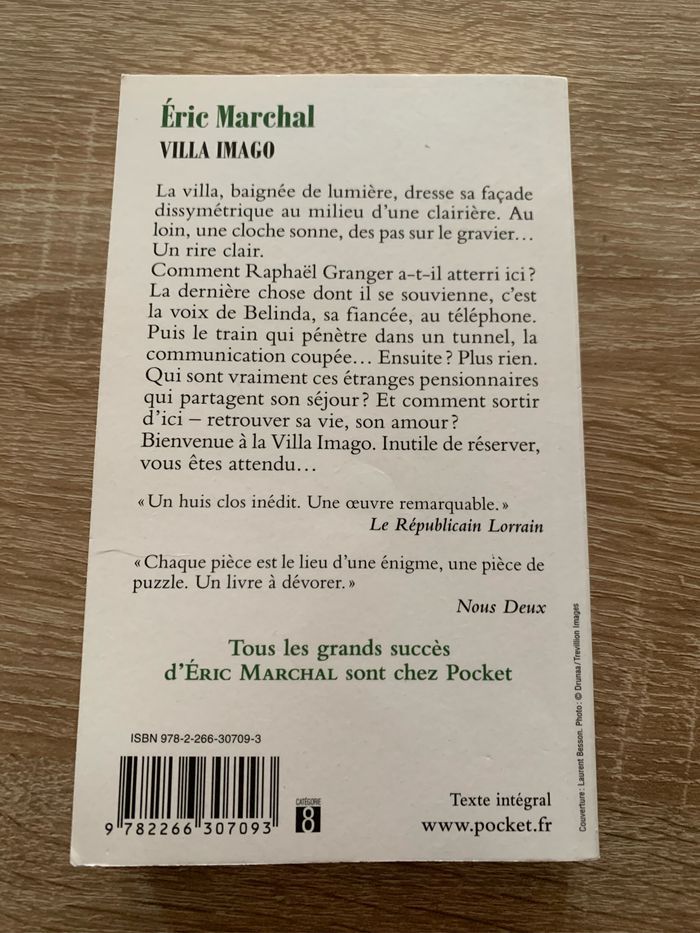 Éric Marchal
VILLA IMAGO
La villa, baignée de lumière, dresse sa façade
dissymétrique au milieu d'une clairière. Au
loin, une cloche sonne, des pas sur le gravier…
Un rire clair.
Comment Raphaël Granger a-t-il atterri ici ?
La dernière chose dont il se souvienne, c'est
la voix de Belinda, sa fiancée, au téléphone.
Puis le train qui pénètre dans un tunnel, la
communication coupée… Ensuite ? Plus rien.
Qui sont vraiment ces étranges pensionnaires
qui partagent son séjour ? Et comment sortir
d'ici – retrouver sa vie, son amour ?
Bienvenue à la Villa Imago. Inutile de réserver,
vous êtes attendu…
« Un huis clos inédit. Une œuvre remarquable. »
Le Républicain Lorrain
« Chaque pièce est le lieu d'une énigme, une pièce de
puzzle. Un livre à dévorer. »
Nous Deux
Tous les grands succès
d'ÉRIC MARCHAL sont chez Pocket
ISBN 978-2-266-30709-3
9 782266 307093
CATÉGORIE
8
Texte intégral
www.pocket.fr
Couverture : Laurent Besson. Photo : © Drunaa / Trevillion Images